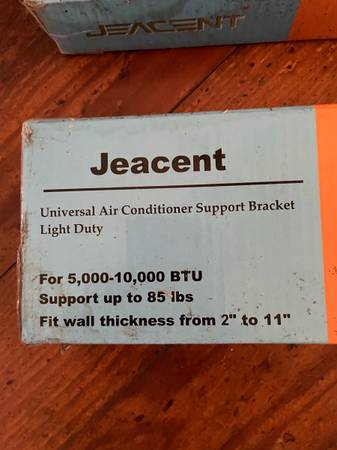 JEACENT
Jeacent
Universal Air Conditioner Support Bracket
Light Duty
For 5,000-10,000 BTU
Support up to 85 lbs
Fit wall thickness from 2" to 11"